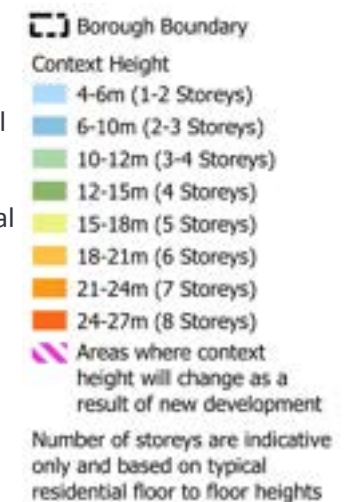 Borough Boundary
Context Height
4-6m (1-2 Storeys)
6-10m (2-3 Storeys)
10-12m (3-4 Storeys)
12-15m (4 Storeys)
15-18m (5 Storeys)
18-21m (6 Storeys)
21-24m (7 Storeys)
24-27m (8 Storeys)
Areas where context
height will change as a
result of new development
Number of storeys are indicative
only and based on typical
residential floor to floor heights